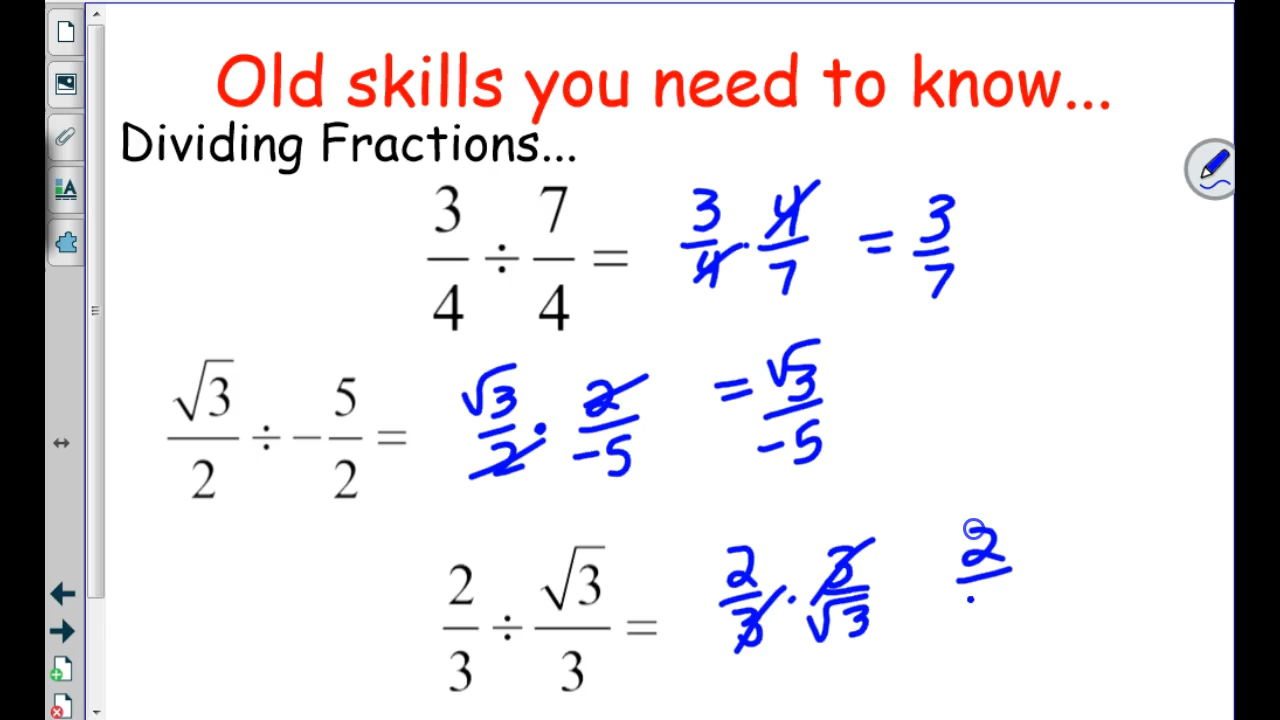 Old skills you need to know...
Dividing Fractions...
3/4 ÷ 7/4 = 3/4 · 4/7 = 3/7
√3/2 ÷ -5/2 = √3/2 · 2/-5 = √3/-5
2/3 ÷ √3/3 = 2/3 · 3/√3 2/